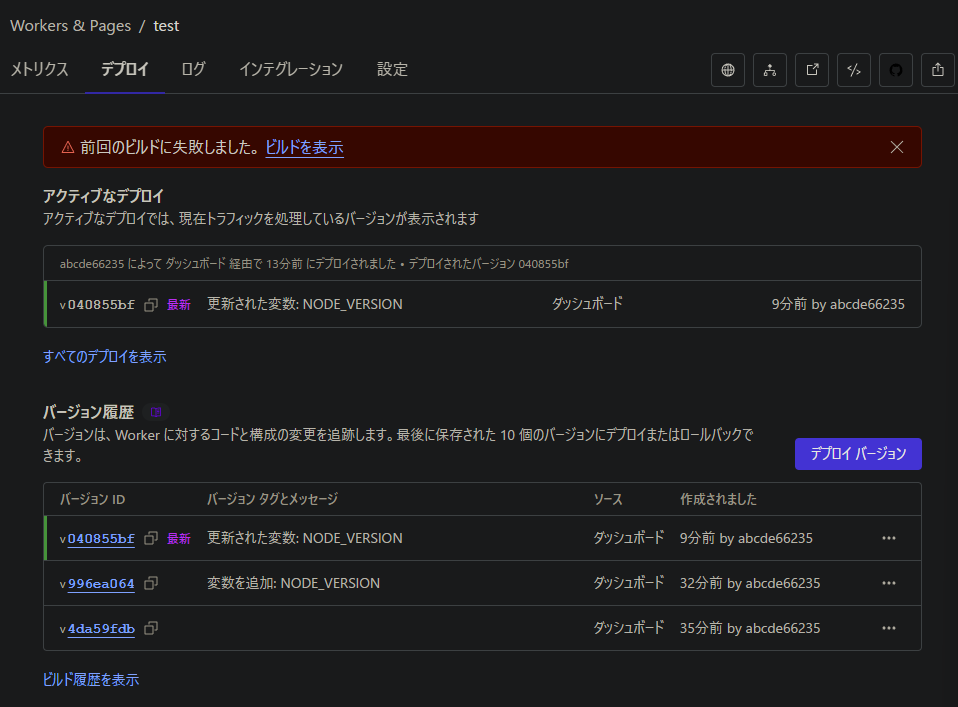 Workers & Pages / test
メトリクス デプロイ ログ インテグレーション 設定
前回のビルドに失敗しました。 ビルドを表示
アクティブなデプロイ
アクティブなデプロイでは、現在トラフィックを処理しているバージョンが表示されます
abcde66235 によって ダッシュボード 経由で 13分前 にデプロイされました • デプロイされたバージョン 040855bf
v040855bf 最新 更新された変数: NODE_VERSION ダッシュボード 9分前 by abcde66235
すべてのデプロイを表示
バージョン履歴
バージョンは、Worker に対するコードと構成の変更を追跡します。最後に保存された 10 個のバージョンにデプロイまたはロールバックで
きます。
デプロイ バージョン
バージョン ID バージョン タグとメッセージ ソース 作成されました
v040855bf 最新 更新された変数: NODE_VERSION ダッシュボード 9分前 by abcde66235
v996ea064 変数を追加: NODE_VERSION ダッシュボード 32分前 by abcde66235
v4da59fdb ダッシュボード 35分前 by abcde66235
ビルド履歴を表示